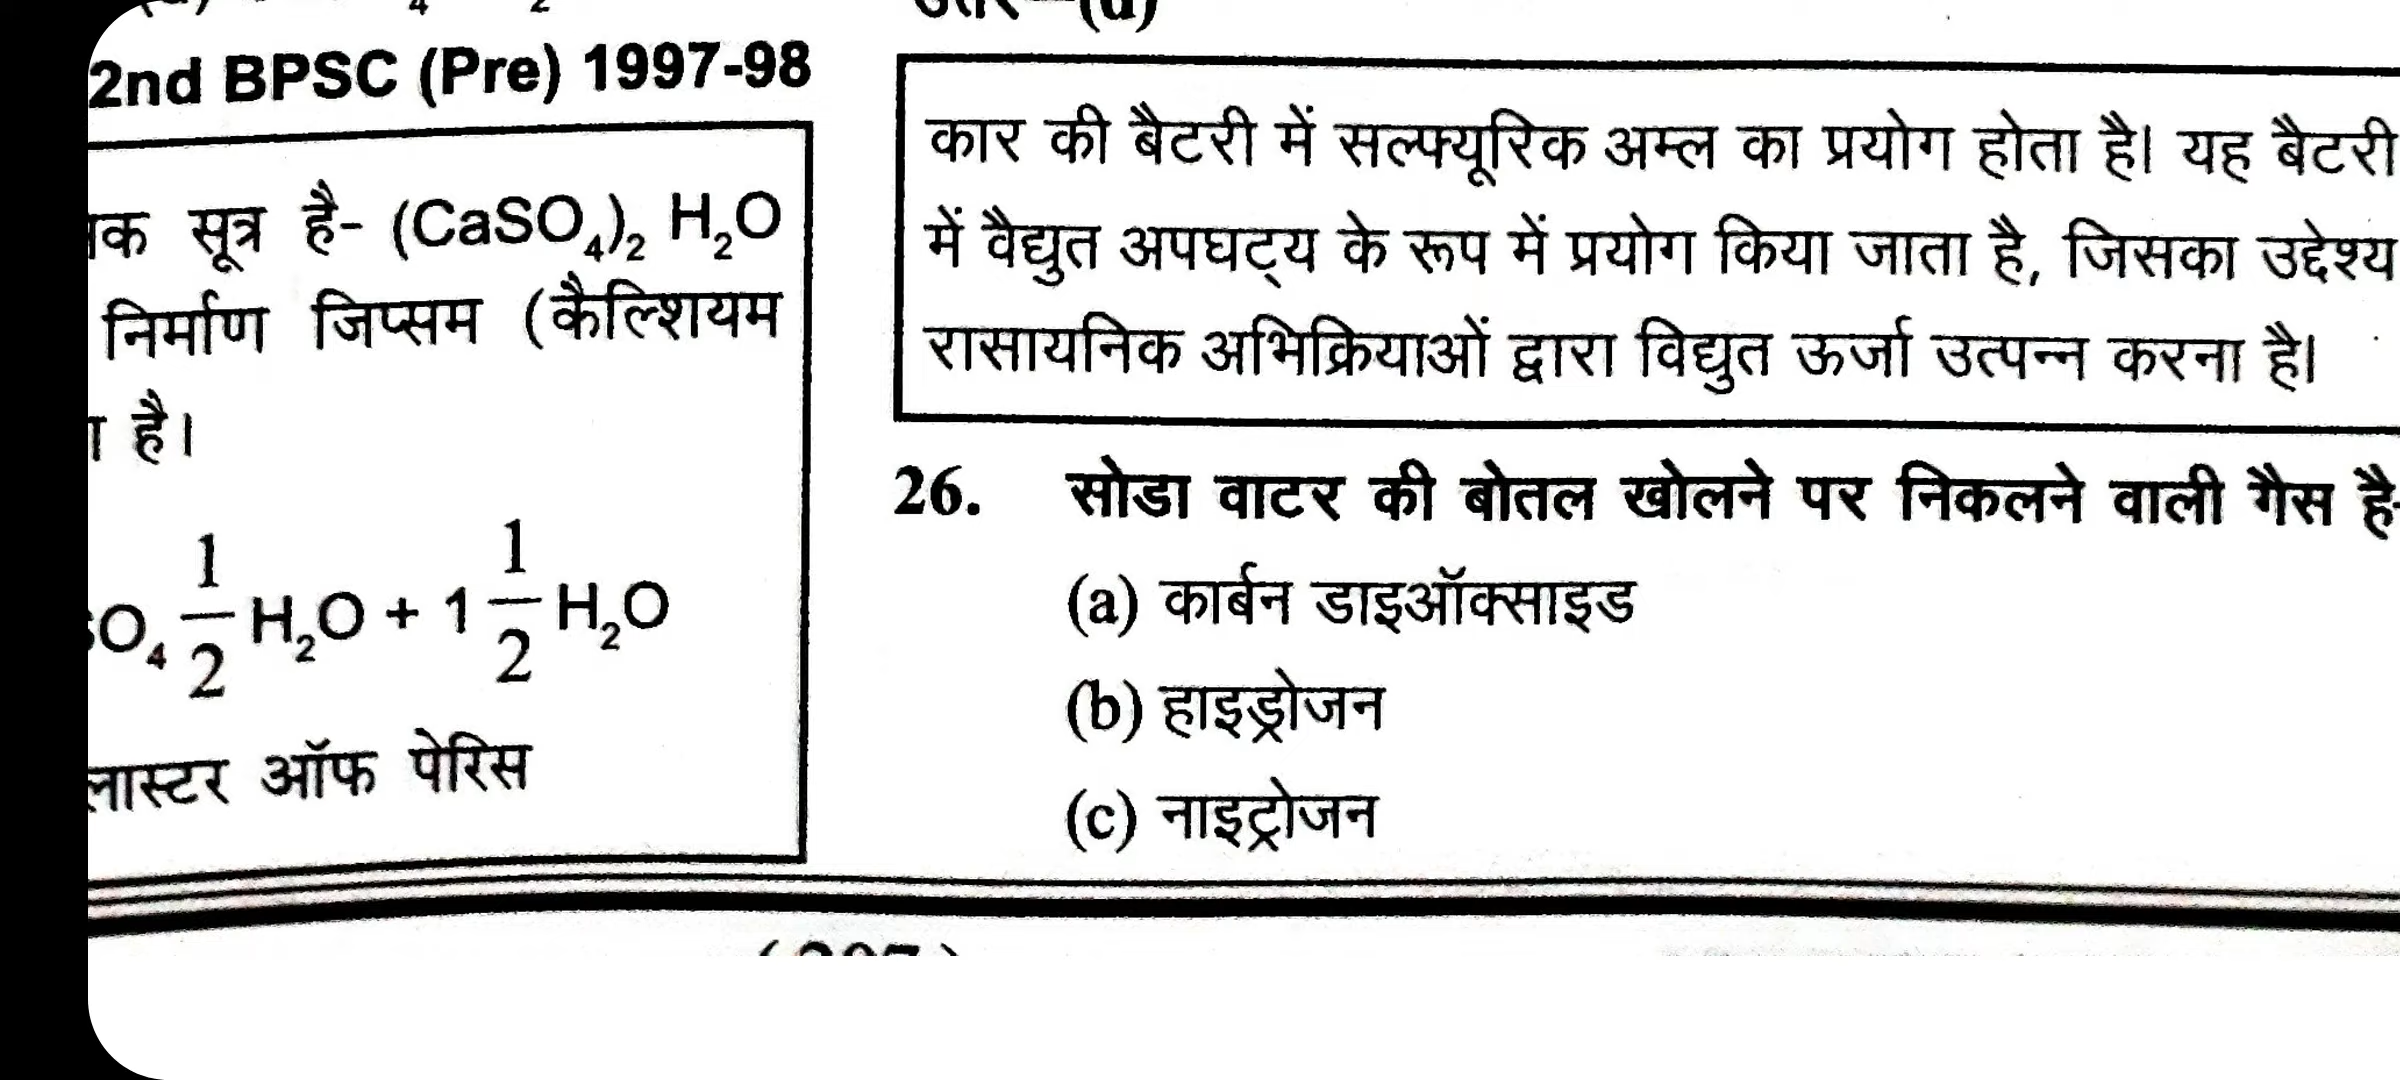 2nd BPSC (Pre) 1997-98
सूत्र है- (CaSO₄)₂ H₂O
निर्माण जिप्सम (कैल्शियम
है।
1/2 H₂O + 1 1/2 H₂O
ऑफ पेरिस
कार की बैटरी में सल्फ्यूरिक अम्ल का प्रयोग होता है। यह बैटरी
में वैद्युत अपघट्य के रूप में प्रयोग किया जाता है, जिसका उद्देश्य
रासायनिक अभिक्रियाओं द्वारा विद्युत ऊर्जा उत्पन्न करना है।
26. सोडा वाटर की बोतल खोलने पर निकलने वाली गैस है-
(a) कार्बन डाइऑक्साइड
(b) हाइड्रोजन
(c) नाइट्रोजन